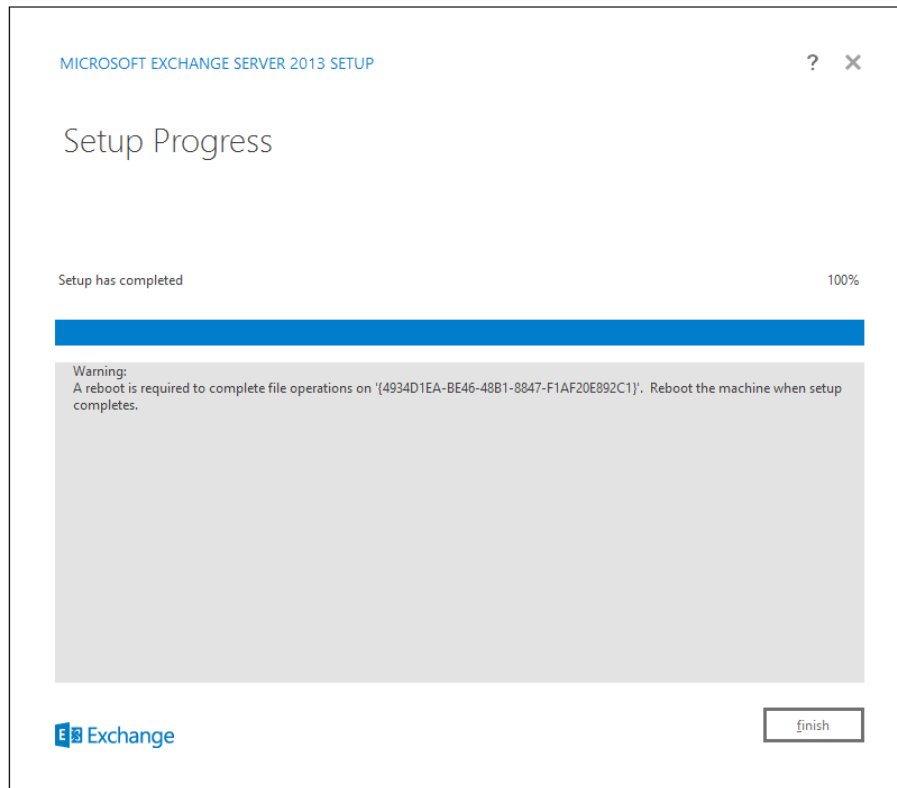 MICROSOFT EXCHANGE SERVER 2013 SETUP
? ×
Setup Progress
Setup has completed 100%
Warning:
A reboot is required to complete file operations on '{4934D1EA-BE46-48B1-8847-F1AF20E892C1}'.  Reboot the machine when setup
completes.
E Exchange
finish